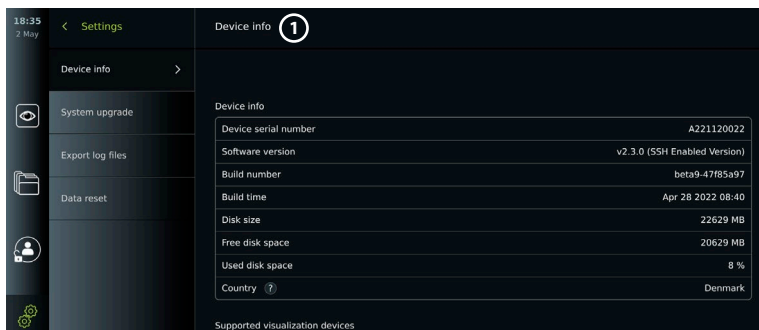 18:35
2 May
Settings
Device info
1
Device info
System upgrade
Export log files
Data reset
Device info
Device serial number A221120022
Software version v2.3.0 (SSH Enabled Version)
Build number beta9-47f85a97
Build time Apr 28 2022 08:40
Disk size 22629 MB
Free disk space 20629 MB
Used disk space 8 %
Country ? Denmark
Supported visualization devices